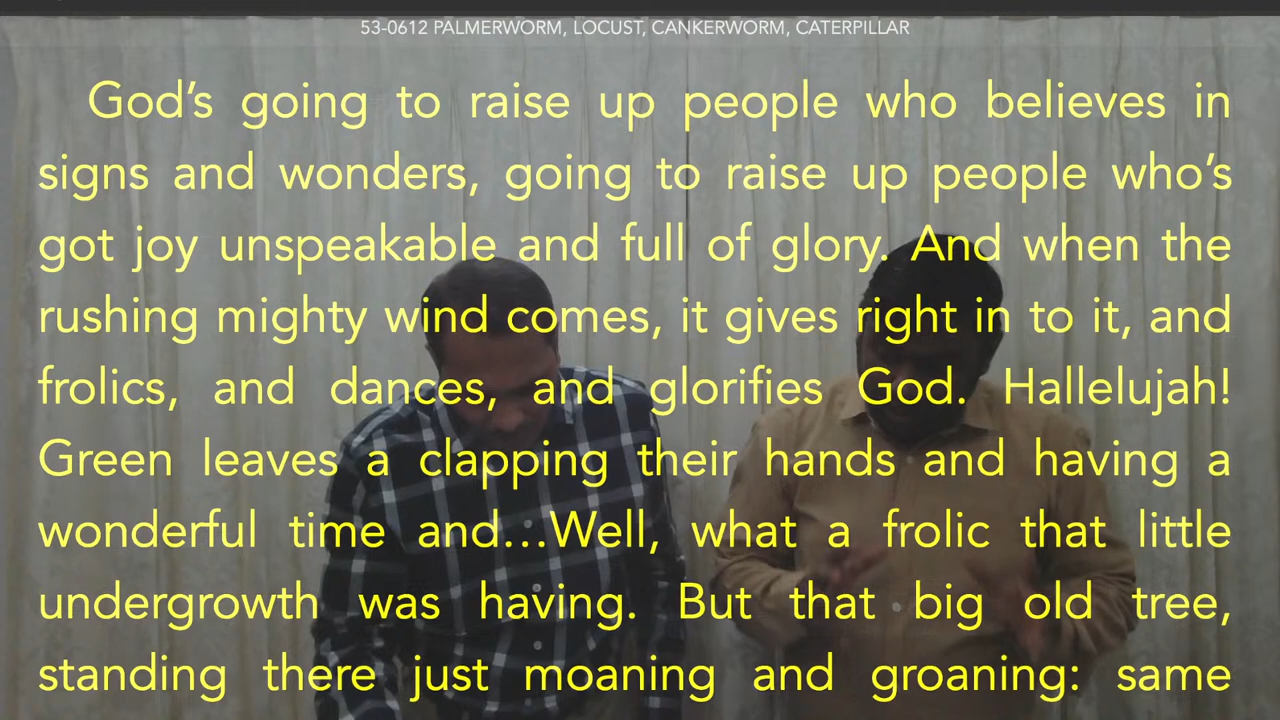 53-0612 PALMERWORM, LOCUST, CANKERWORM, CATERPILLAR
God’s going to raise up people who believes in
signs and wonders, going to raise up people who’s
got joy unspeakable and full of glory. And when the
rushing mighty wind comes, it gives right in to it, and
frolics, and dances, and glorifies God. Hallelujah!
Green leaves a clapping their hands and having a
wonderful time and…Well, what a frolic that little
undergrowth was having. But that big old tree,
standing there just moaning and groaning: same